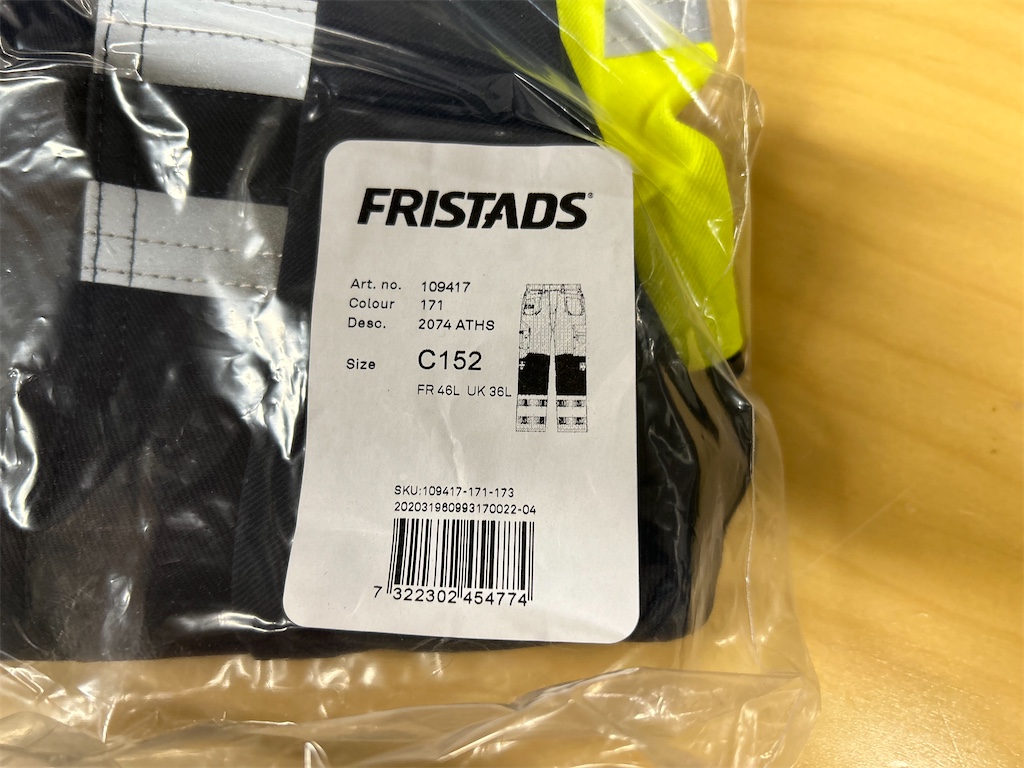 FRISTADS®
Art. no. 109417
Colour 171
Desc. 2074 ATHS
Size C152
FR 46L UK 36L
SKU:109417-171-173
202031980993170022-04
7 322302 454774